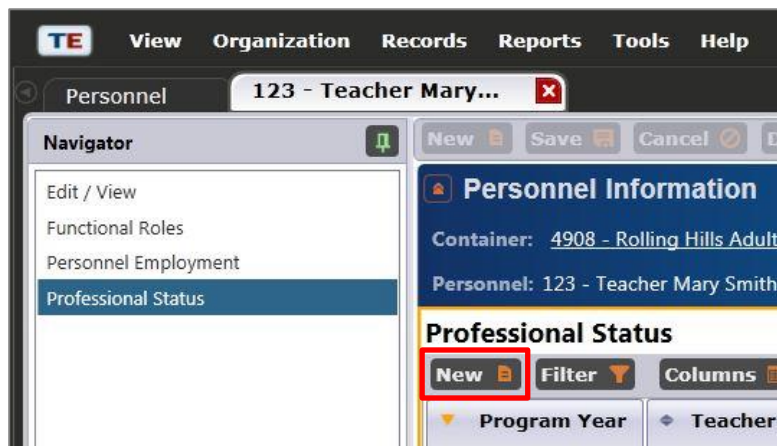 TE View Organization Records Reports Tools Help
Personnel 123 - Teacher Mary...
Navigator
New Save Cancel
Edit / View
Functional Roles
Personnel Employment
Professional Status
Personnel Information
Container: 4908 - Rolling Hills Adult
Personnel: 123 - Teacher Mary Smith
Professional Status
New Filter Columns
Program Year Teacher